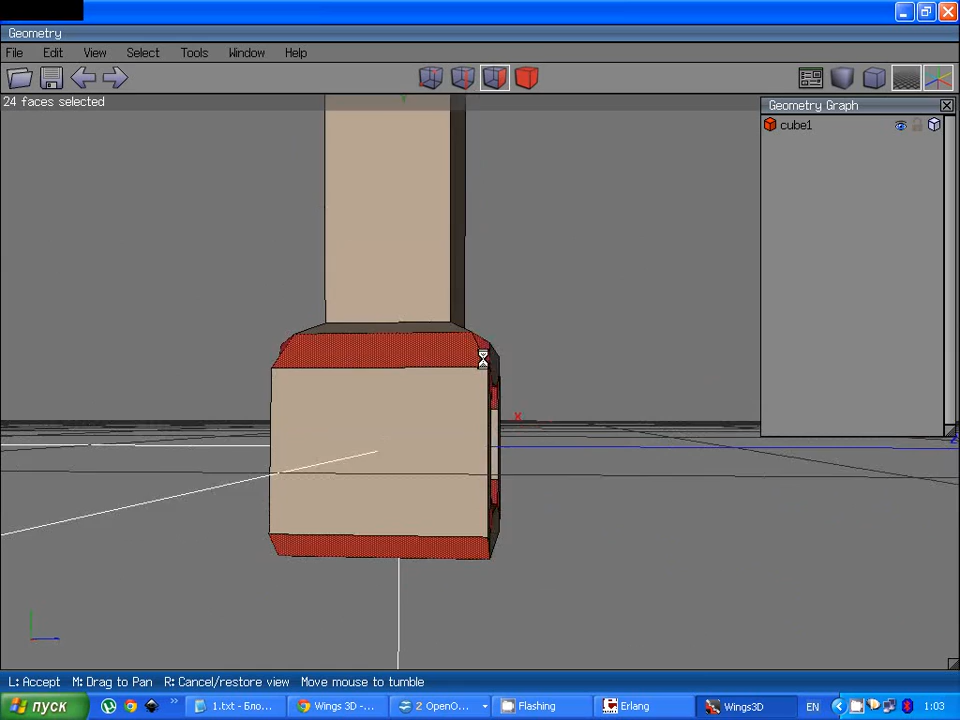 Geometry
File Edit View Select Tools Window Help
24 faces selected
Geometry Graph
cube1
X
Z
L: Accept M: Drag to Pan R: Cancel/restore view Move mouse to tumble
пуск 1.txt - Бло... Wings 3D -... 2 OpenO... Flashing Erlang Wings3D EN 1:03